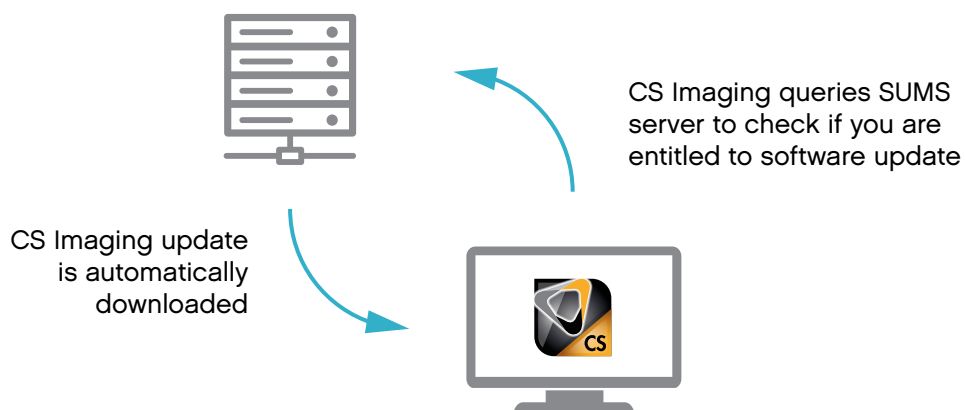 CS Imaging queries SUMS
server to check if you are
entitled to software update
CS Imaging update
is automatically
downloaded
CS